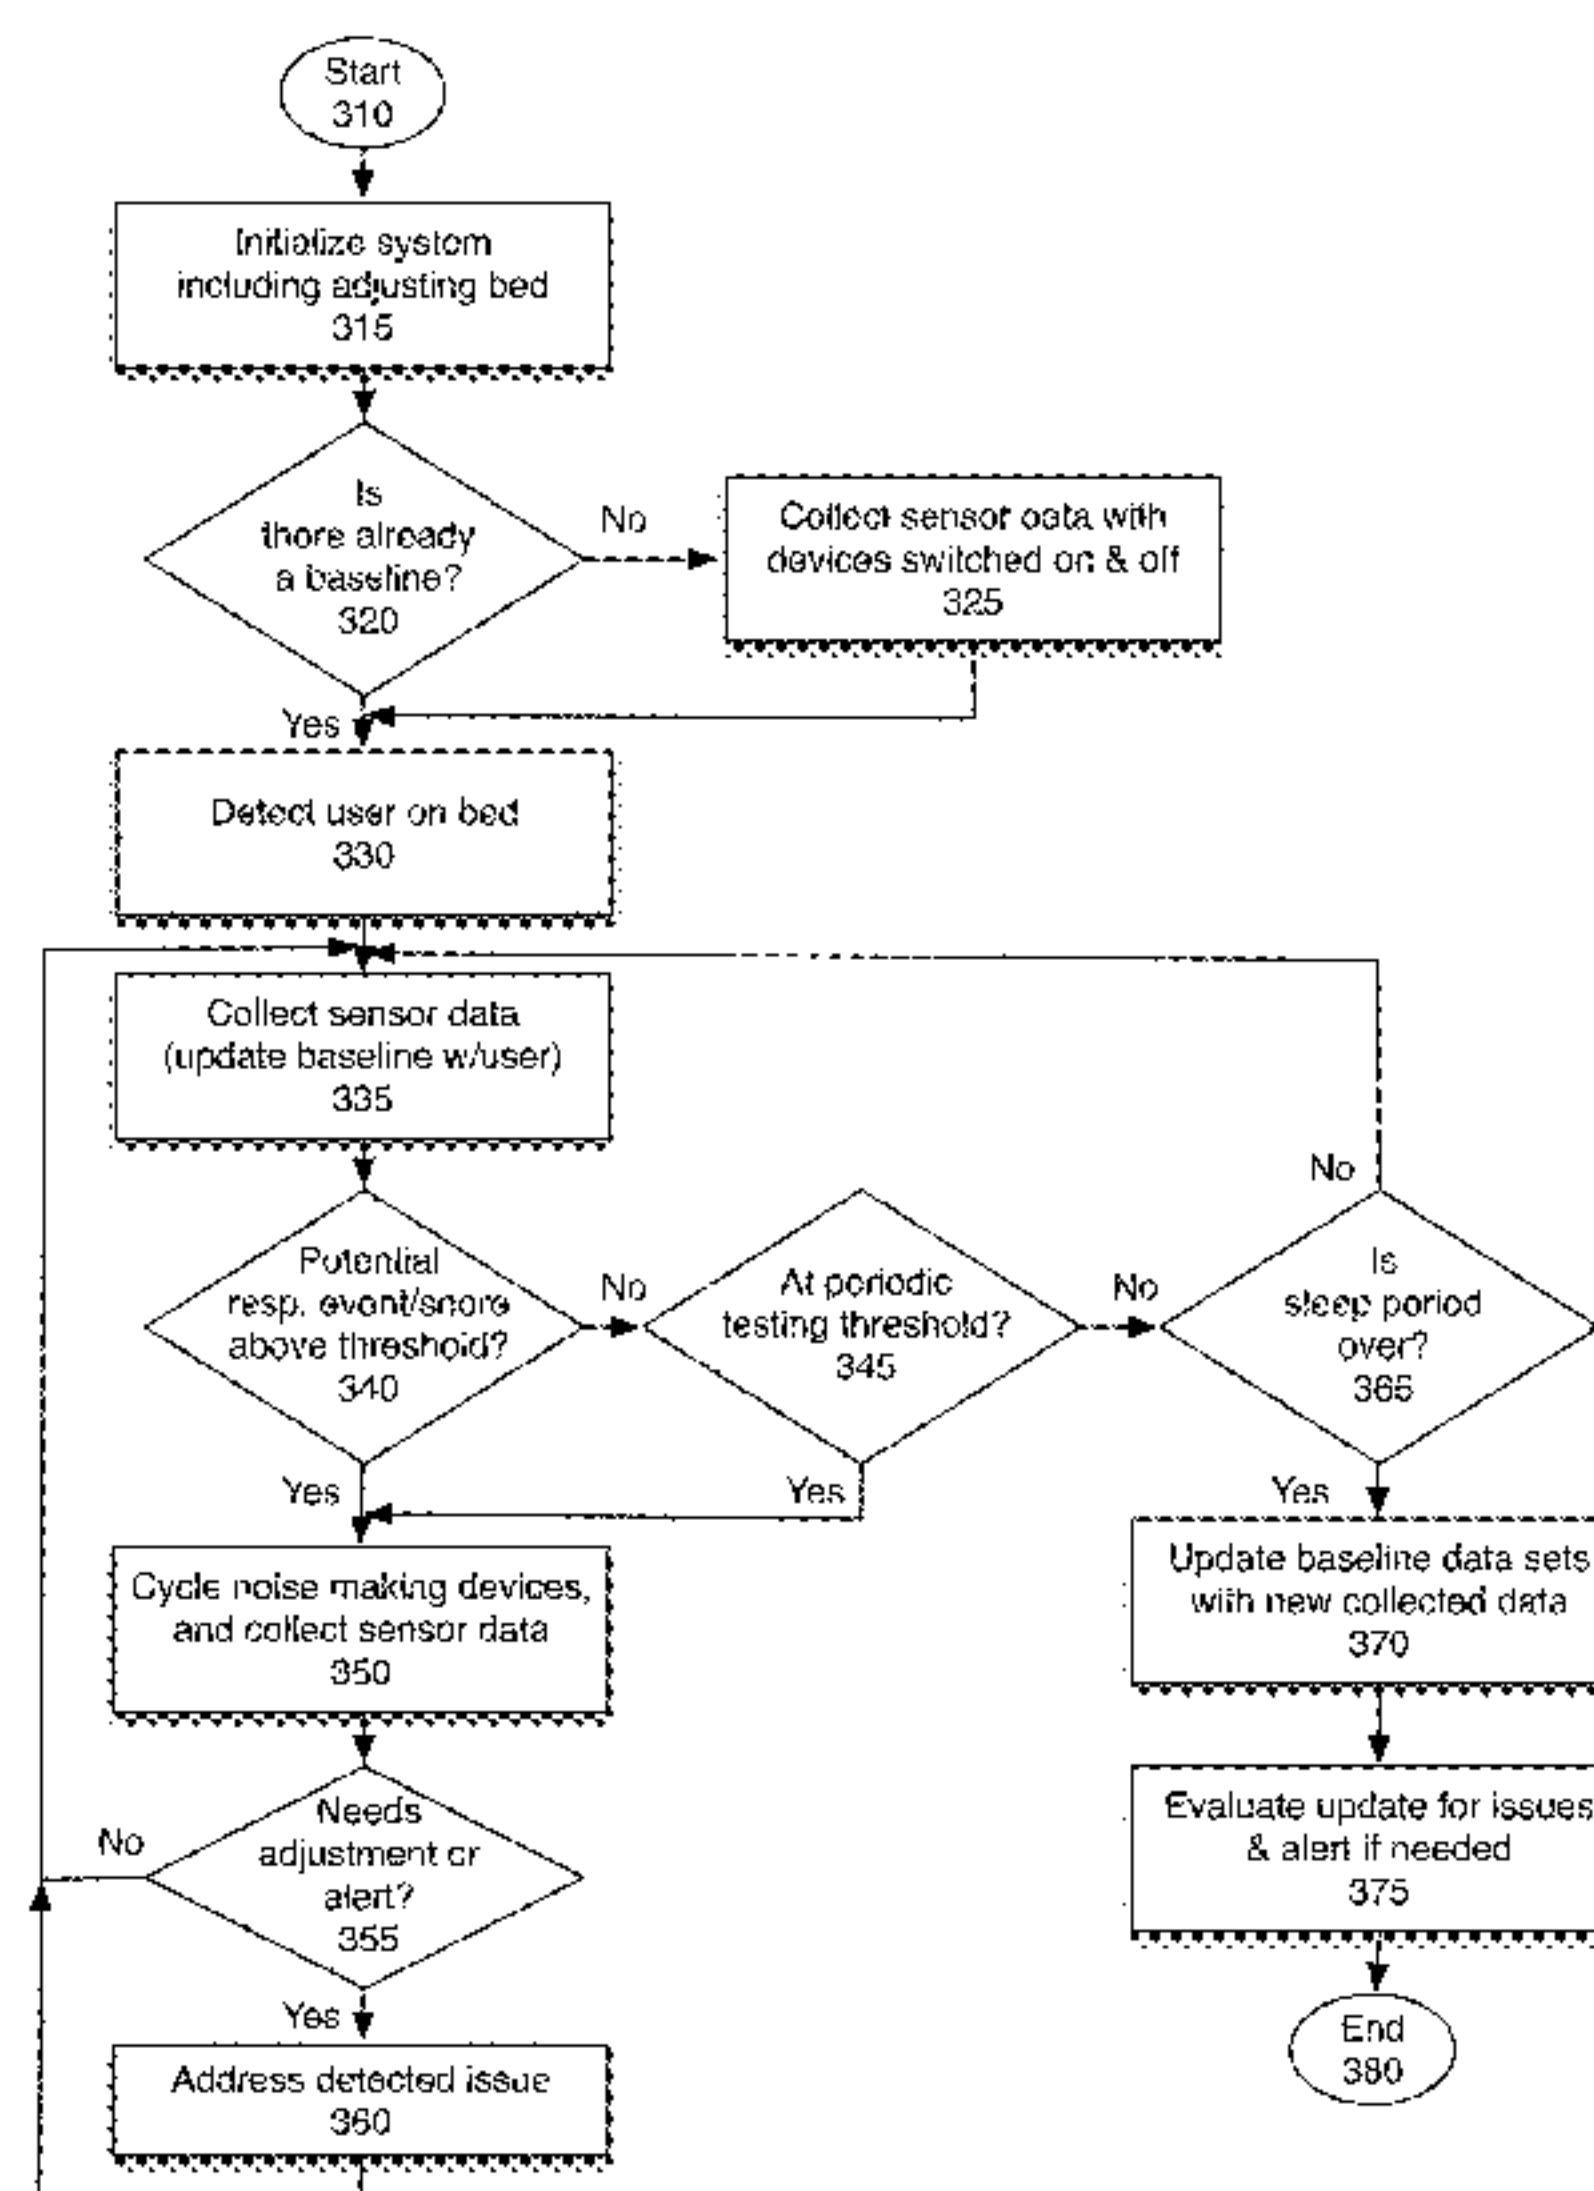 Start
310
Initialize system
including adjusting bed
315
Is
there already
a baseline?
320
No
Collect sensor data with
devices switched on & off
325
Yes
Detect user on bed
330
Collect sensor data
(update baseline w/user)
335
Potential
resp. event/snore
above threshold?
340
No
At periodic
testing threshold?
345
No
Is
sleep period
over?
365
No
Yes
Yes
Yes
Cycle noise making devices,
and collect sensor data
350
Update baseline data sets
with new collected data
370
Needs
adjustment or
alert?
355
No
Yes
Evaluate update for issues
& alert if needed
375
Address detected issue
360
End
380